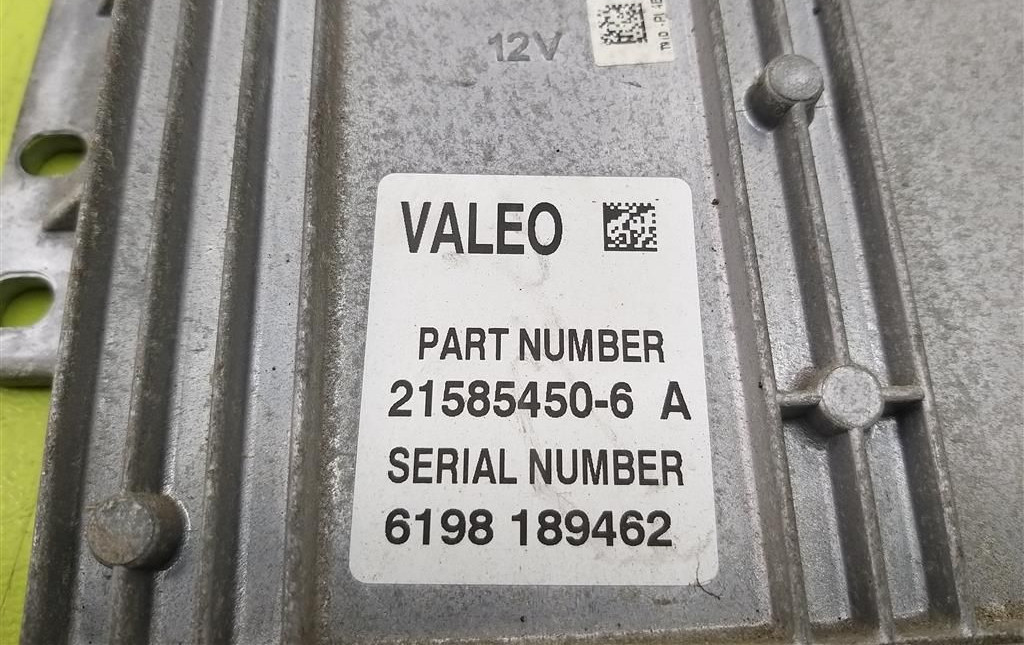 12V
VALEO
PART NUMBER
21585450-6 A
SERIAL NUMBER
6198 189462